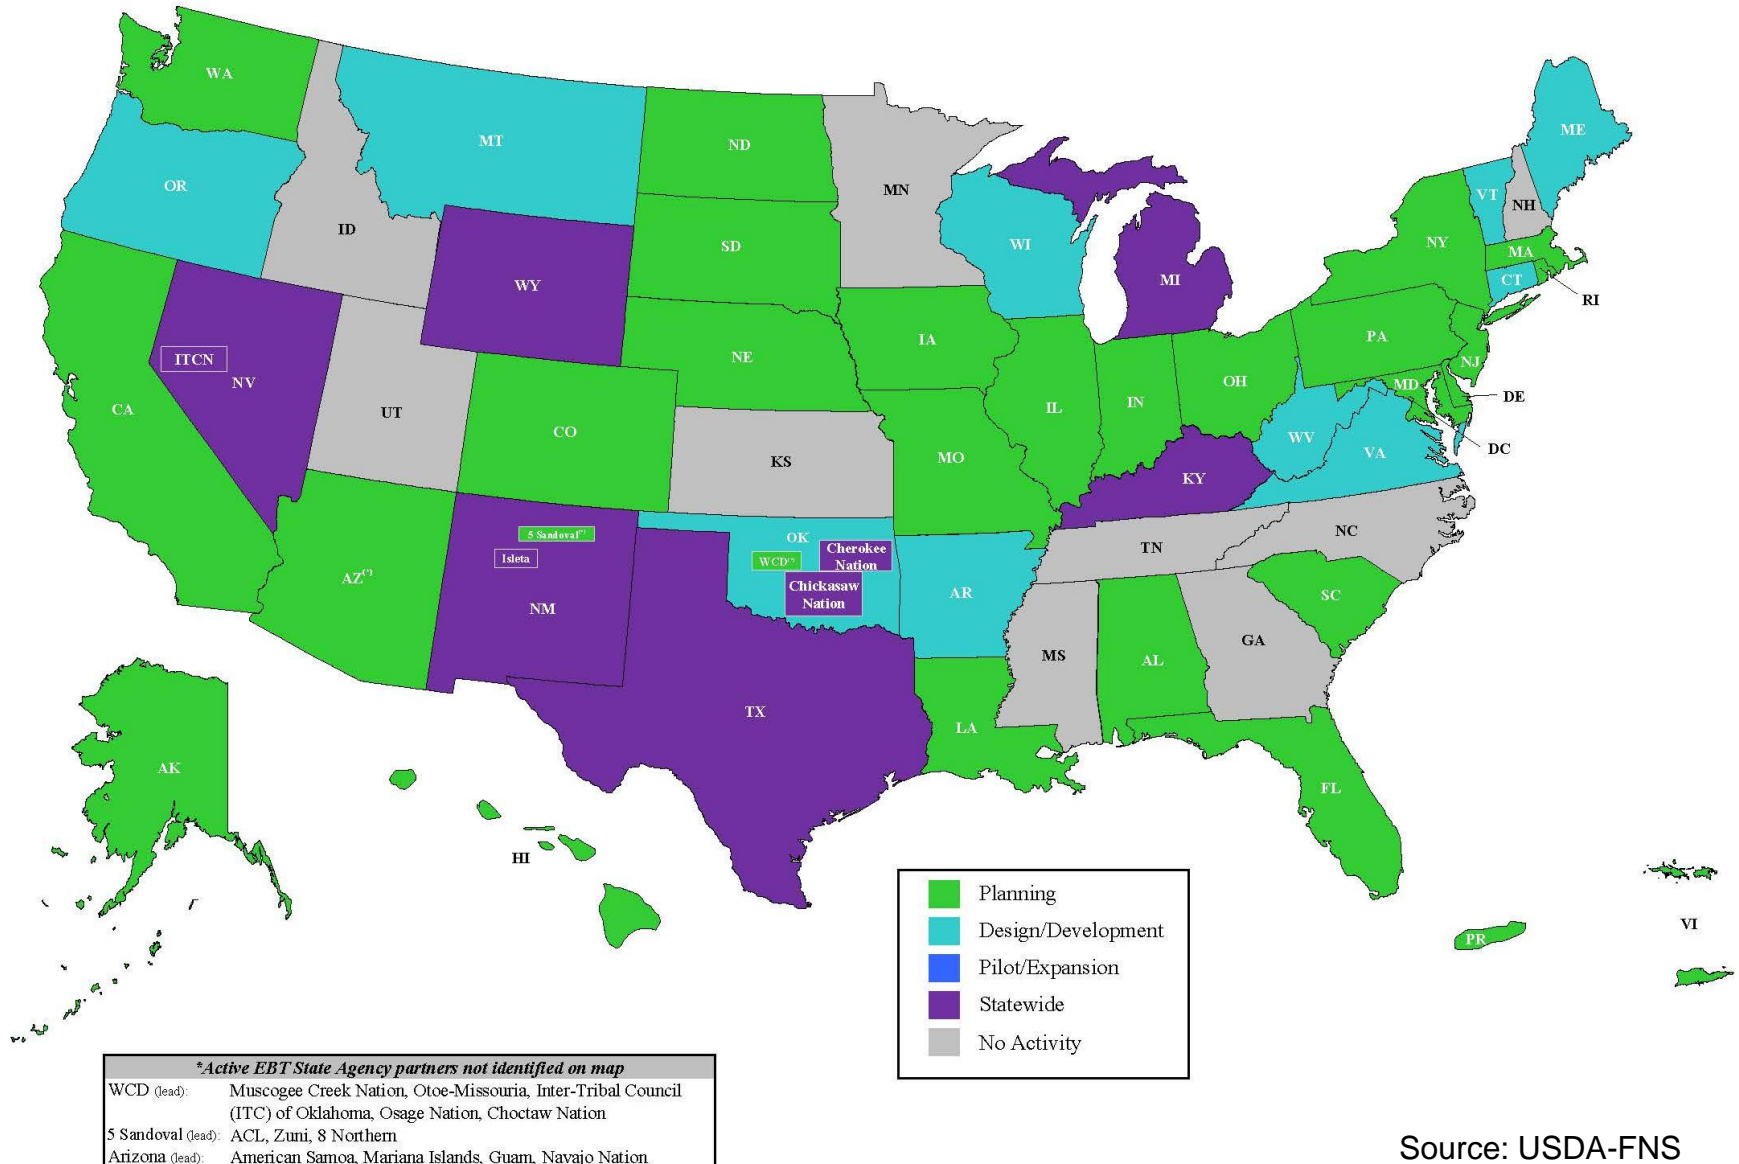 WA
MT
ND
ME
OR
MN
VT
NH
ID
SD
WI
NY
MA
WY
MI
CT
RI
IA
PA
ITCN
NE
NJ
NV
OH
MD
DE
CA
UT
IL
IN
CO
WV
DC
KS
MO
VA
KY
5 Sandoval(*)
OK
NC
Isleta
WCD(*)
Cherokee
Nation
TN
AZ(*)
Chickasaw
Nation
AR
SC
NM
GA
MS
AL
TX
LA
AK
FL
HI
Planning
Design/Development
Pilot/Expansion
Statewide
No Activity
VI
PR
*Active EBT State Agency partners not identified on map
WCD (lead): Muscogee Creek Nation, Otoe-Missouria, Inter-Tribal Council
(ITC) of Oklahoma, Osage Nation, Choctaw Nation
5 Sandoval (lead): ACL, Zuni, 8 Northern
Arizona (lead): American Samoa, Mariana Islands, Guam, Navajo Nation
Source: USDA-FNS